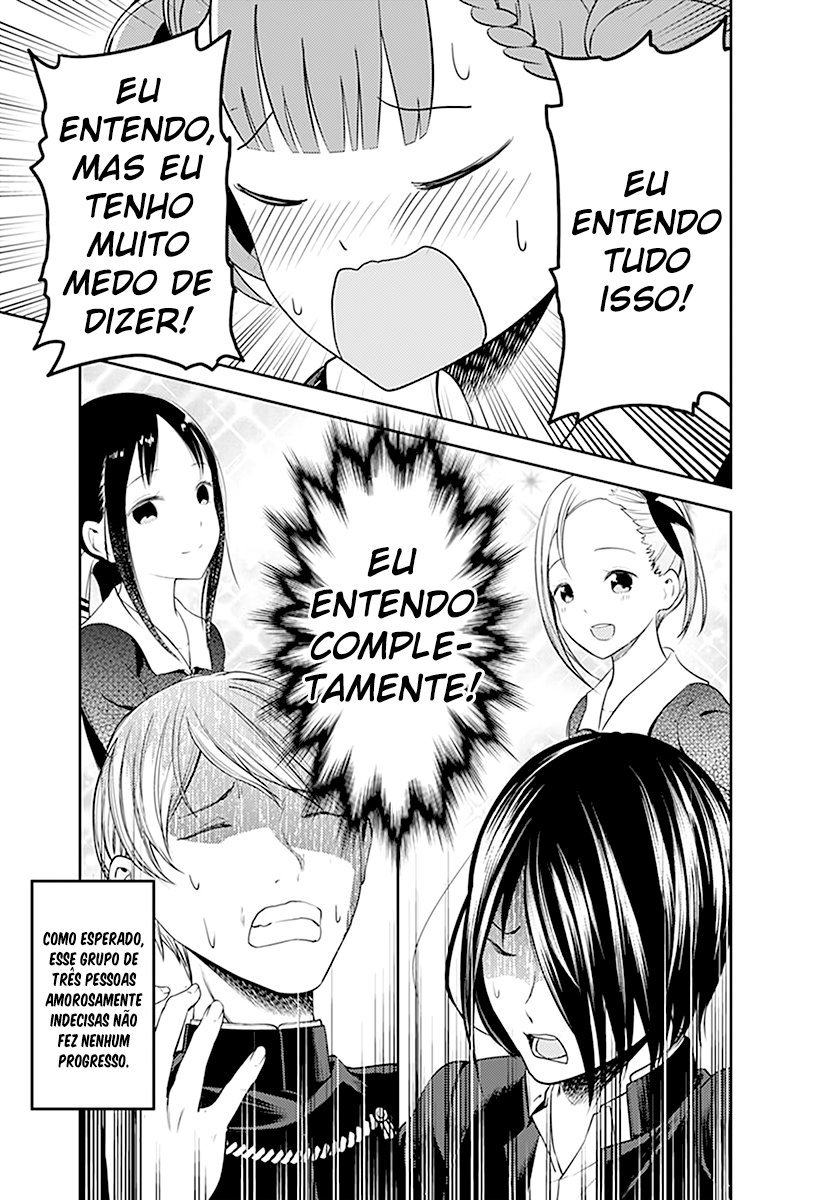 EU
ENTENDO
TUDO
ISSO!
EU
ENTENDO,
MAS EU
TENHO
MUITO
MEDO DE
DIZER!
EU
ENTENDO
COMPLE-
TAMENTE!
COMO ESPERADO,
ESSE GRUPO DE
TRÊS PESSOAS
AMOROSAMENTE
INDECISAS NÃO
FEZ NENHUM
PROGRESSO.